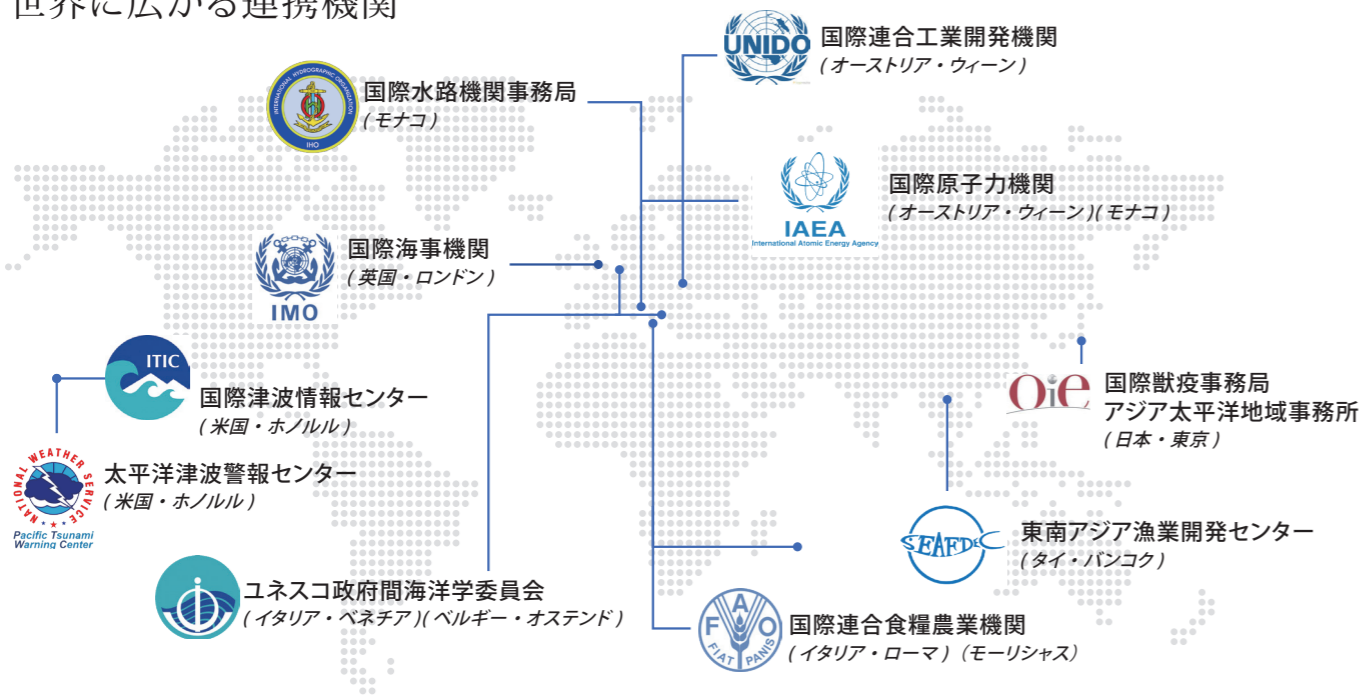 世界に広がる連携機関
UNIDO
国際連合工業開発機関
(オーストリア・ウィーン)
INTERNATIONAL HYDROGRAPHIC ORGANIZATION
IHO
国際水路機関事務局
(モナコ)
IAEA
International Atomic Energy Agency
国際原子力機関
(オーストリア・ウィーン)(モナコ)
IMO
国際海事機関
(英国・ロンドン)
ITIC
国際津波情報センター
(米国・ホノルル)
OiE
国際獣疫事務局
アジア太平洋地域事務所
(日本・東京)
NATIONAL WEATHER SERVICE
Pacific Tsunami
Warning Center
太平洋津波警報センター
(米国・ホノルル)
SEAFDEC
東南アジア漁業開発センター
(タイ・バンコク)
ユネスコ政府間海洋学委員会
(イタリア・ベネチア)(ベルギー・オステンド)
FAO
FIAT PANIS
国際連合食糧農業機関
(イタリア・ローマ)(モーリシャス)